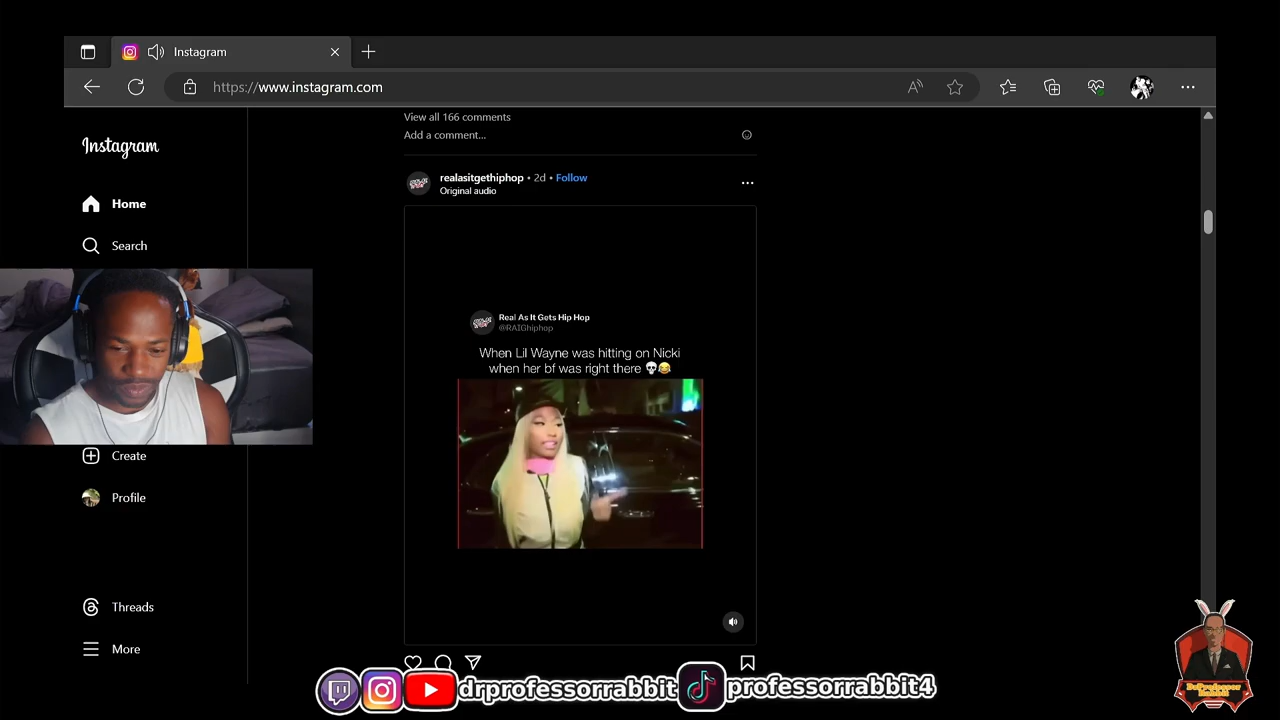 Instagram
https://www.instagram.com
Instagram
Home
Search
Create
Profile
Threads
More
View all 166 comments
Add a comment...
realasitgethiphop • 2d • Follow
Original audio
Real As It Gets Hip Hop
@RAIGhiphop
When Lil Wayne was hitting on Nicki
when her bf was right there 💀😂
drprofessorrabbit
professorrabbit4
DrProfessor
Rabbit